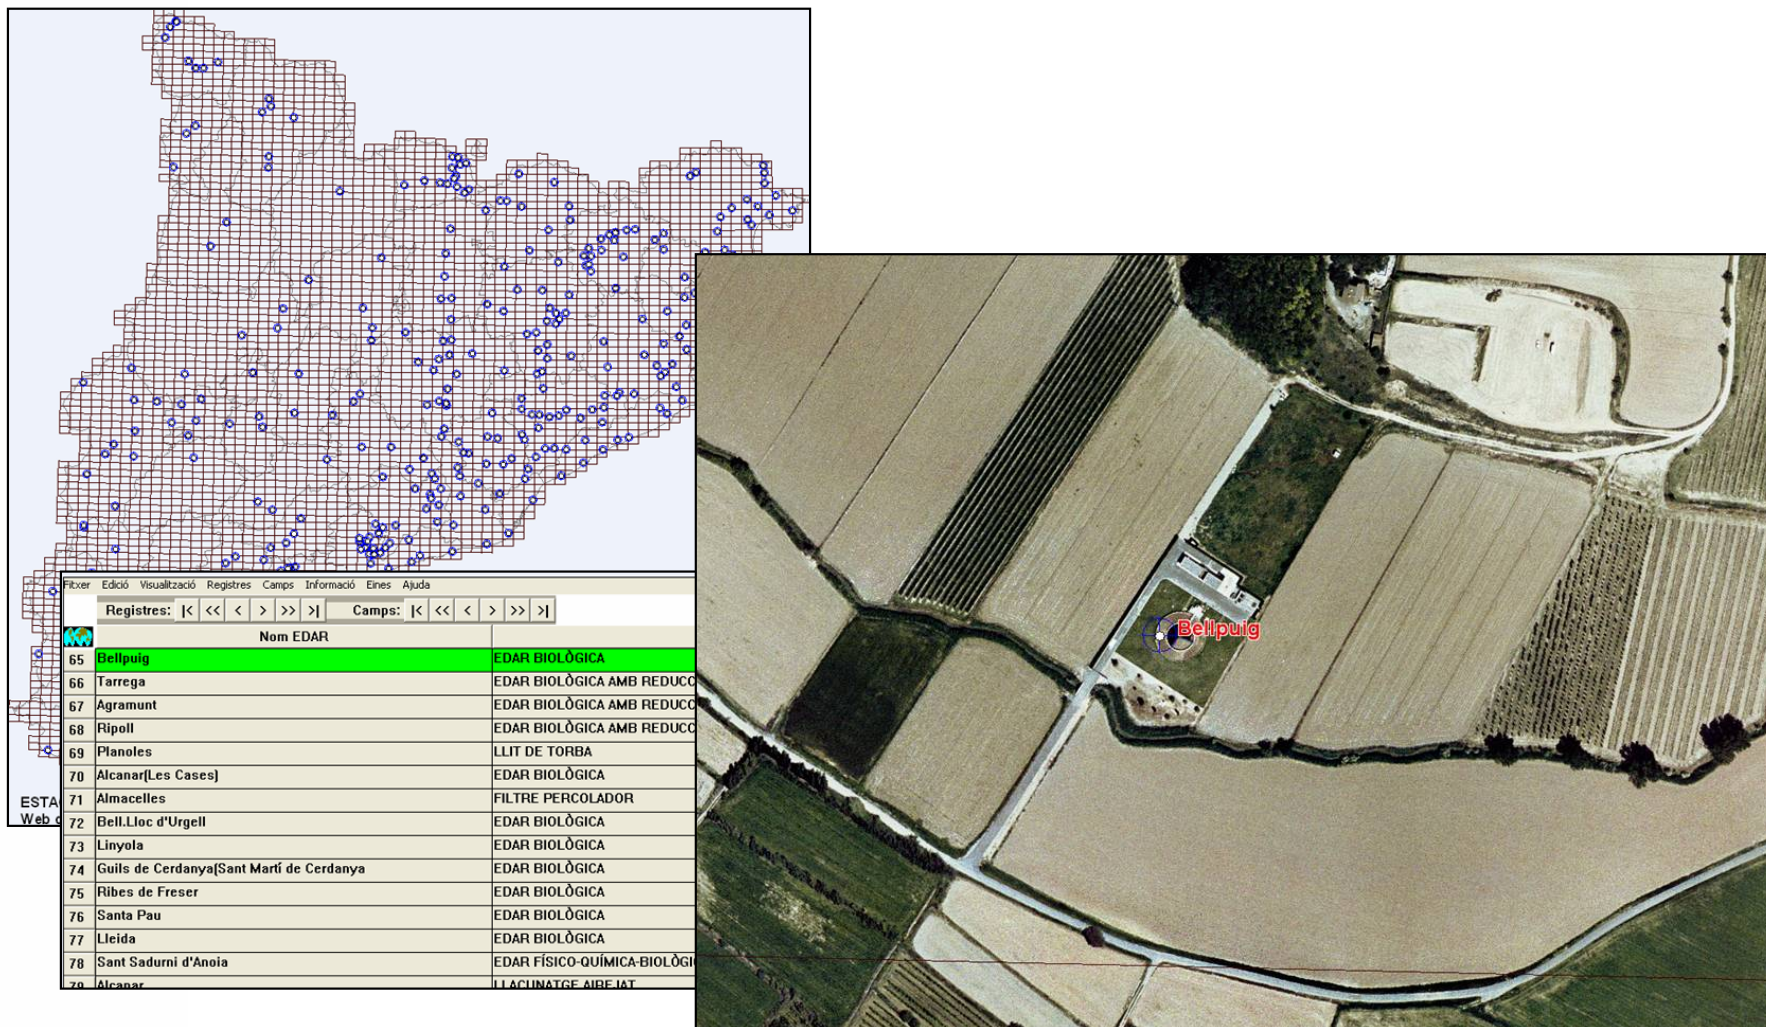 Fitxer Edició Visualització Registres Camps Informació Eines Ajuda
Registres: |< << < > >> >| Camps: |< << < > >> >|
Nom EDAR
65 Bellpuig EDAR BIOLÒGICA
66 Tarrega EDAR BIOLÒGICA AMB REDUCC
67 Agramunt EDAR BIOLÒGICA AMB REDUCC
68 Ripoll EDAR BIOLÒGICA AMB REDUCC
69 Planoles LLIT DE TORBA
70 Alcanar(Les Cases) EDAR BIOLÒGICA
71 Almacelles FILTRE PERCOLADOR
72 Bell.Lloc d'Urgell EDAR BIOLÒGICA
73 Linyola EDAR BIOLÒGICA
74 Guils de Cerdanya(Sant Martí de Cerdanya EDAR BIOLÒGICA
75 Ribes de Freser EDAR BIOLÒGICA
76 Santa Pau EDAR BIOLÒGICA
77 Lleida EDAR BIOLÒGICA
78 Sant Sadurni d'Anoia EDAR FÍSICO-QUÍMICA-BIOLÒGI
79 Alcanar LLACUNATGE AIREJAT
ESTA
Web
Bellpuig